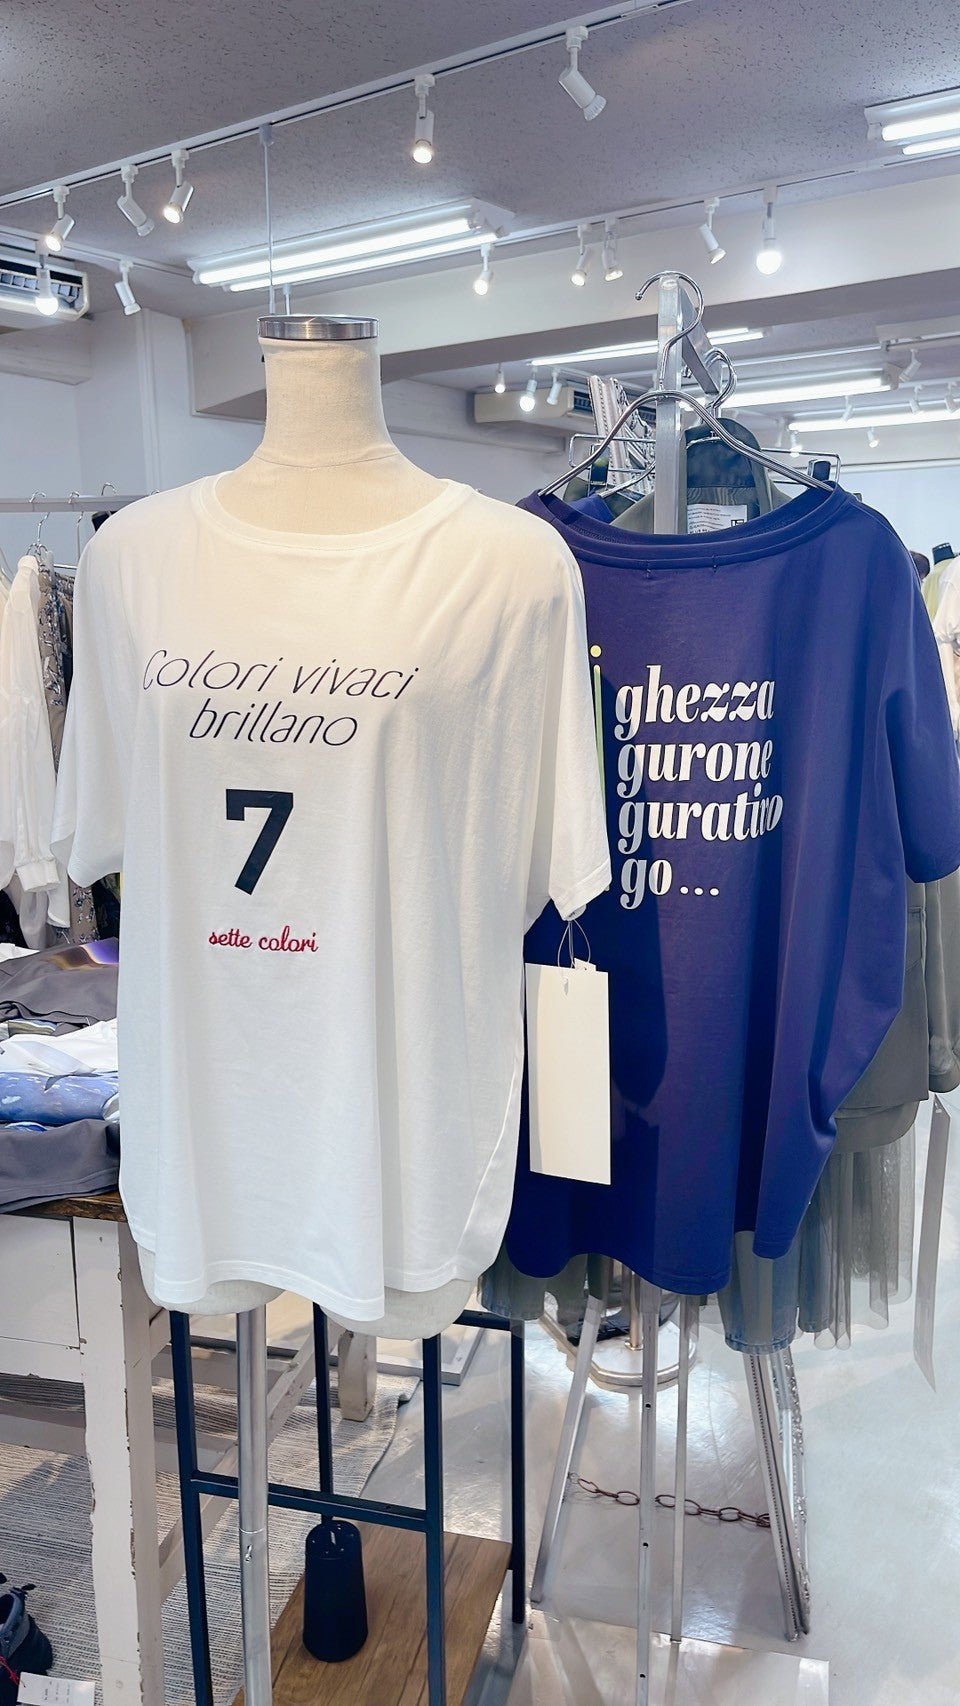 Colori vivaci
brillano
7
sette colori
i
ghezza
gurone
gurativo
go...